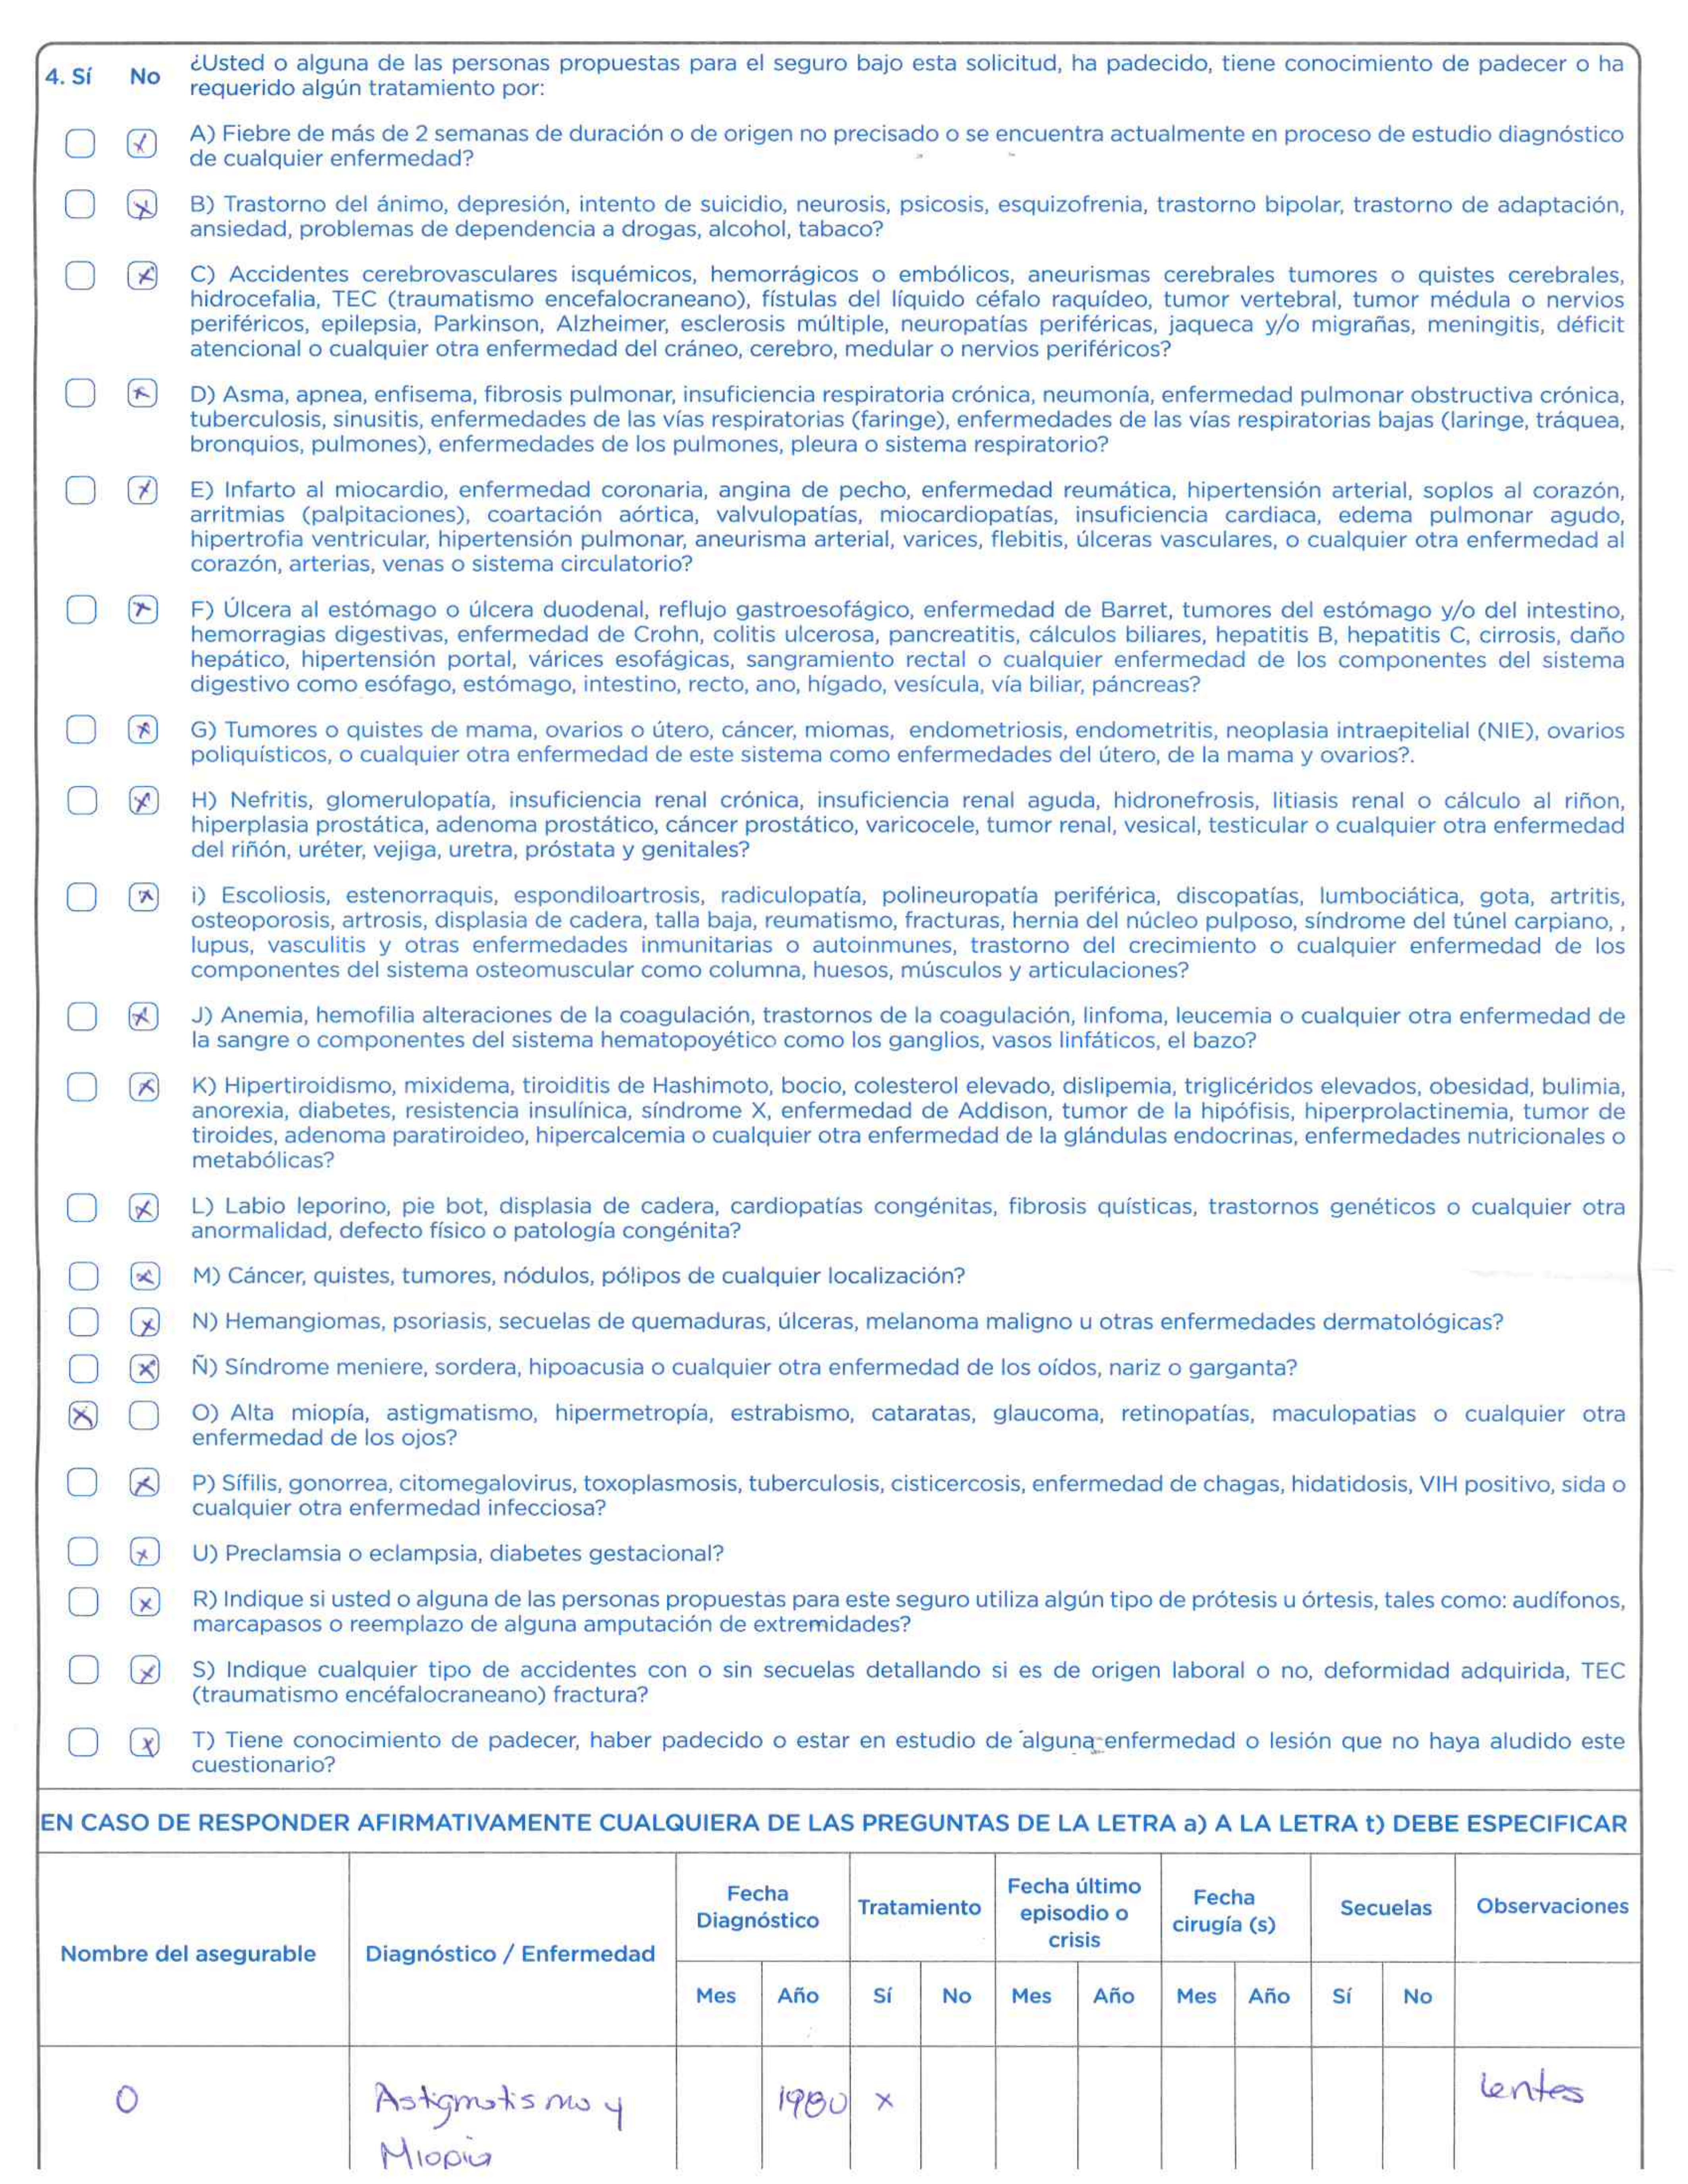 4. Sí No ¿Usted o alguna de las personas propuestas para el seguro bajo esta solicitud, ha padecido, tiene conocimiento de padecer o ha
requerido algún tratamiento por:
A) Fiebre de más de 2 semanas de duración o de origen no precisado o se encuentra actualmente en proceso de estudio diagnóstico
de cualquier enfermedad?
B) Trastorno del ánimo, depresión, intento de suicidio, neurosis, psicosis, esquizofrenia, trastorno bipolar, trastorno de adaptación,
ansiedad, problemas de dependencia a drogas, alcohol, tabaco?
C) Accidentes cerebrovasculares isquémicos, hemorrágicos o embólicos, aneurismas cerebrales tumores o quistes cerebrales,
hidrocefalia, TEC (traumatismo encefalocraneano), fístulas del líquido céfalo raquídeo, tumor vertebral, tumor médula o nervios
periféricos, epilepsia, Parkinson, Alzheimer, esclerosis múltiple, neuropatías periféricas, jaqueca y/o migrañas, meningitis, déficit
atencional o cualquier otra enfermedad del cráneo, cerebro, medular o nervios periféricos?
D) Asma, apnea, enfisema, fibrosis pulmonar, insuficiencia respiratoria crónica, neumonía, enfermedad pulmonar obstructiva crónica,
tuberculosis, sinusitis, enfermedades de las vías respiratorias (faringe), enfermedades de las vías respiratorias bajas (laringe, tráquea,
bronquios, pulmones), enfermedades de los pulmones, pleura o sistema respiratorio?
E) Infarto al miocardio, enfermedad coronaria, angina de pecho, enfermedad reumática, hipertensión arterial, soplos al corazón,
arritmias (palpitaciones), coartación aórtica, valvulopatías, miocardiopatías, insuficiencia cardiaca, edema pulmonar agudo,
hipertrofia ventricular, hipertensión pulmonar, aneurisma arterial, varices, flebitis, úlceras vasculares, o cualquier otra enfermedad al
corazón, arterias, venas o sistema circulatorio?
F) Úlcera al estómago o úlcera duodenal, reflujo gastroesofágico, enfermedad de Barret, tumores del estómago y/o del intestino,
hemorragias digestivas, enfermedad de Crohn, colitis ulcerosa, pancreatitis, cálculos biliares, hepatitis B, hepatitis C, cirrosis, daño
hepático, hipertensión portal, várices esofágicas, sangramiento rectal o cualquier enfermedad de los componentes del sistema
digestivo como esófago, estómago, intestino, recto, ano, hígado, vesícula, vía biliar, páncreas?
G) Tumores o quistes de mama, ovarios o útero, cáncer, miomas, endometriosis, endometritis, neoplasia intraepitelial (NIE), ovarios
poliquísticos, o cualquier otra enfermedad de este sistema como enfermedades del útero, de la mama y ovarios?.
H) Nefritis, glomerulopatía, insuficiencia renal crónica, insuficiencia renal aguda, hidronefrosis, litiasis renal o cálculo al riñon,
hiperplasia prostática, adenoma prostático, cáncer prostático, varicocele, tumor renal, vesical, testicular o cualquier otra enfermedad
del riñón, uréter, vejiga, uretra, próstata y genitales?
i) Escoliosis, estenorraquis, espondiloartrosis, radiculopatía, polineuropatía periférica, discopatías, lumbociática, gota, artritis,
osteoporosis, artrosis, displasia de cadera, talla baja, reumatismo, fracturas, hernia del núcleo pulposo, síndrome del túnel carpiano, ,
lupus, vasculitis y otras enfermedades inmunitarias o autoinmunes, trastorno del crecimiento o cualquier enfermedad de los
componentes del sistema osteomuscular como columna, huesos, músculos y articulaciones?
J) Anemia, hemofilia alteraciones de la coagulación, trastornos de la coagulación, linfoma, leucemia o cualquier otra enfermedad de
la sangre o componentes del sistema hematopoyético como los ganglios, vasos linfáticos, el bazo?
K) Hipertiroidismo, mixidema, tiroiditis de Hashimoto, bocio, colesterol elevado, dislipemia, triglicéridos elevados, obesidad, bulimia,
anorexia, diabetes, resistencia insulínica, síndrome X, enfermedad de Addison, tumor de la hipófisis, hiperprolactinemia, tumor de
tiroides, adenoma paratiroideo, hipercalcemia o cualquier otra enfermedad de la glándulas endocrinas, enfermedades nutricionales o
metabólicas?
L) Labio leporino, pie bot, displasia de cadera, cardiopatías congénitas, fibrosis quísticas, trastornos genéticos o cualquier otra
anormalidad, defecto físico o patología congénita?
M) Cáncer, quistes, tumores, nódulos, pólipos de cualquier localización?
N) Hemangiomas, psoriasis, secuelas de quemaduras, úlceras, melanoma maligno u otras enfermedades dermatológicas?
Ñ) Síndrome meniere, sordera, hipoacusia o cualquier otra enfermedad de los oídos, nariz o garganta?
O) Alta miopía, astigmatismo, hipermetropía, estrabismo, cataratas, glaucoma, retinopatías, maculopatias o cualquier otra
enfermedad de los ojos?
P) Sífilis, gonorrea, citomegalovirus, toxoplasmosis, tuberculosis, cisticercosis, enfermedad de chagas, hidatidosis, VIH positivo, sida o
cualquier otra enfermedad infecciosa?
U) Preclamsia o eclampsia, diabetes gestacional?
R) Indique si usted o alguna de las personas propuestas para este seguro utiliza algún tipo de prótesis u órtesis, tales como: audífonos,
marcapasos o reemplazo de alguna amputación de extremidades?
S) Indique cualquier tipo de accidentes con o sin secuelas detallando si es de origen laboral o no, deformidad adquirida, TEC
(traumatismo encéfalocraneano) fractura?
T) Tiene conocimiento de padecer, haber padecido o estar en estudio de alguna enfermedad o lesión que no haya aludido este
cuestionario?
EN CASO DE RESPONDER AFIRMATIVAMENTE CUALQUIERA DE LAS PREGUNTAS DE LA LETRA a) A LA LETRA t) DEBE ESPECIFICAR
Nombre del asegurable Diagnóstico / Enfermedad Fecha Diagnóstico Tratamiento Fecha último episodio o crisis Fecha cirugía (s) Secuelas Observaciones
Mes Año Sí No Mes Año Mes Año Sí No
O Astigmatismo y 1980 x lentes
Miopia